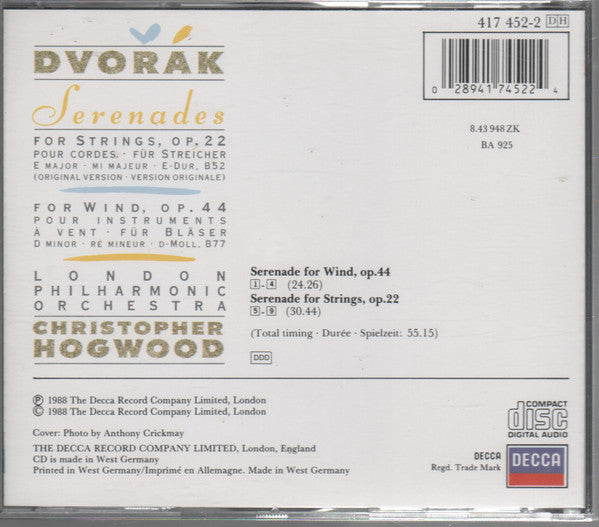 DVOŘÁK
Serenades
FOR STRINGS, OP. 22
POUR CORDES · FÜR STREICHER
E MAJOR · MI MAJEUR · E-DUR, B52
(ORIGINAL VERSION · VERSION ORIGINALE)
FOR WIND, OP. 44
POUR INSTRUMENTS
À VENT · FÜR BLÄSER
D MINOR · RÉ MINEUR · D-MOLL, B77
LONDON
PHILHARMONIC
ORCHESTRA
CHRISTOPHER
HOGWOOD
417 452-2 DH
0 28941 74522 4
8.43 948 ZK
BA 925
Serenade for Wind, op.44
1-4 (24.26)
Serenade for Strings, op.22
5-9 (30.44)
(Total timing · Durée · Spielzeit: 55.15)
DDD
Ⓟ 1988 The Decca Record Company Limited, London
© 1988 The Decca Record Company Limited, London
Cover: Photo by Anthony Crickmay
THE DECCA RECORD COMPANY LIMITED, London, England
CD is made in West Germany
Printed in West Germany/Imprimé en Allemagne. Made in West Germany
COMPACT
disc
DIGITAL AUDIO
DECCA
Regd. Trade Mark
DECCA